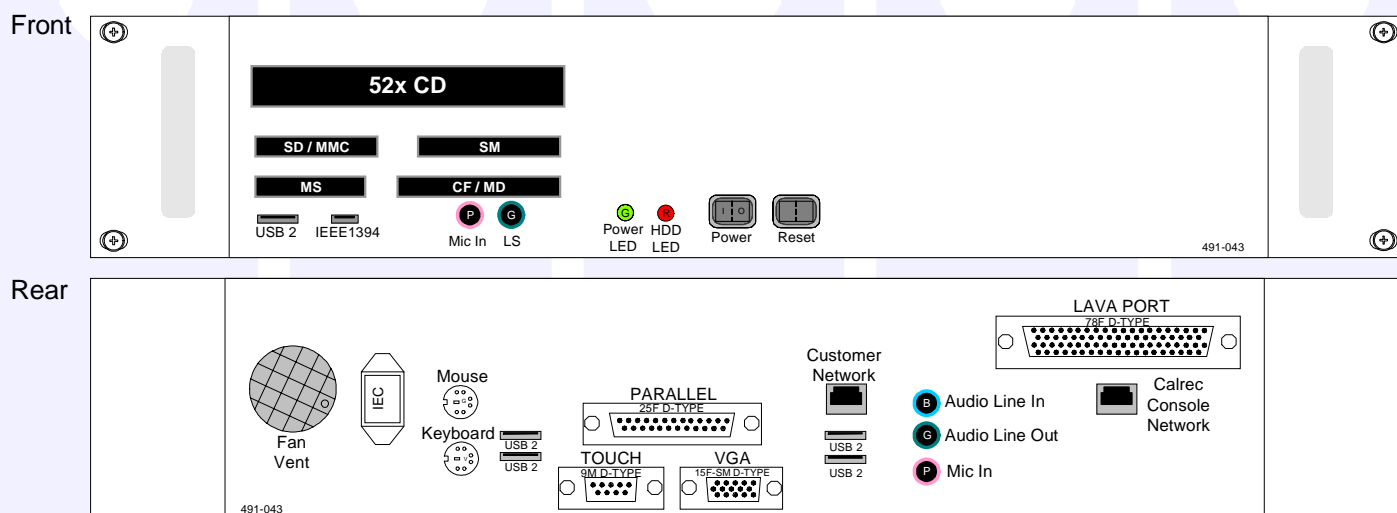 Front
52x CD
SD / MMC
SM
MS
CF / MD
P
G
USB 2
IEEE1394
Mic In
LS
G
R
Power
LED
HDD
LED
I O
Power
Reset
491-043
Rear
LAVA PORT
78F D-TYPE
Customer
Network
Mouse
G
IEC
PARALLEL
25F D-TYPE
Calrec
Console
Network
B
Audio Line In
Keyboard
V
USB 2
USB 2
G
Audio Line Out
USB 2
USB 2
Fan
Vent
TOUCH
9M D-TYPE
VGA
15F-SM D-TYPE
P
Mic In
491-043